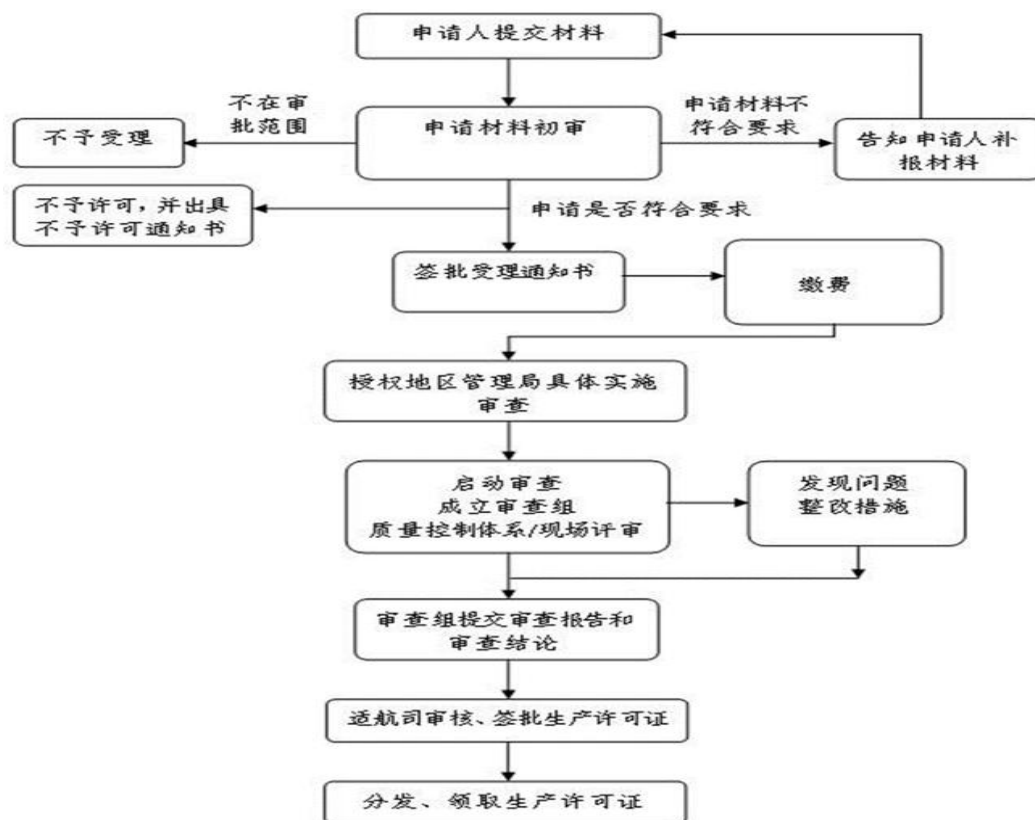 申请人提交材料
不在审
批范围
申请材料不
符合要求
不予受理
申请材料初审
告知申请人补
报材料
不予许可，并出具
不予许可通知书
申请是否符合要求
签批受理通知书
缴费
授权地区管理局具体实施
审查
启动审查
成立审查组
质量控制体系/现场评审
发现问题
整改措施
审查组提交审查报告和
审查结论
适航司审核、签批生产许可证
分发、领取生产许可证